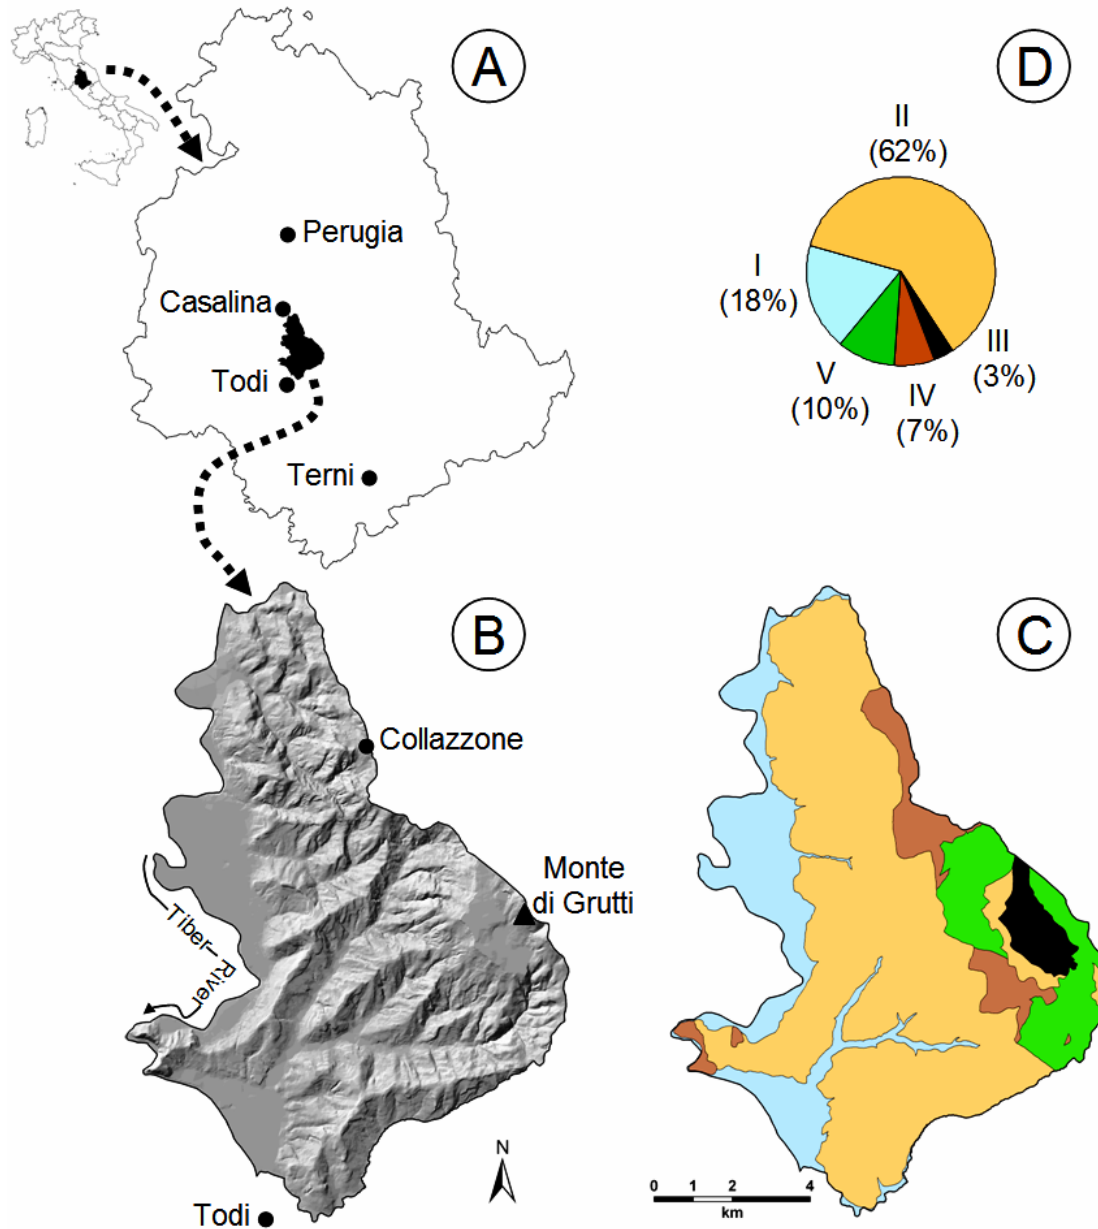 A
Perugia
Casalina
Todi
Terni
D
II
(62%)
I
(18%)
III
(3%)
V
(10%)
IV
(7%)
B
Collazzone
Monte
di Grutti
Tiber
River
N
Todi
C
0 1 2 4
km